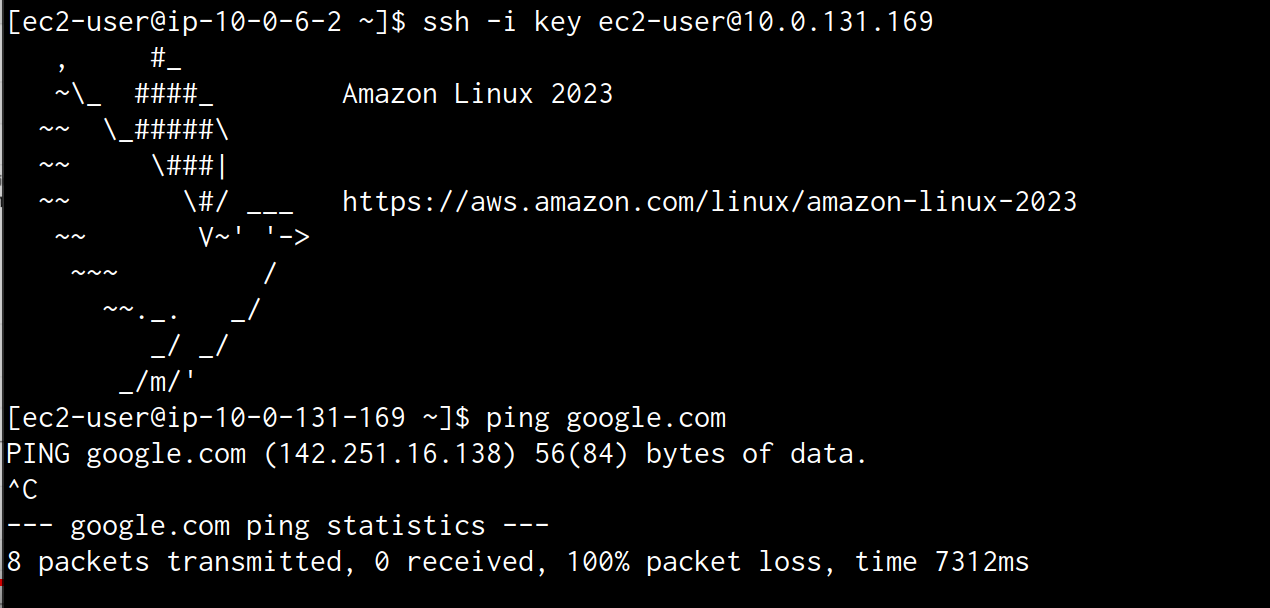 [ec2-user@ip-10-0-6-2 ~]$ ssh -i key ec2-user@10.0.131.169
   ,     #_
   ~\_  ####_        Amazon Linux 2023
  ~~  \_#####\
  ~~     \###|
  ~~       \#/ ___   https://aws.amazon.com/linux/amazon-linux-2023
   ~~       V~' '->
    ~~~         /
      ~~._.   _/
         _/ _/
       _/m/'
[ec2-user@ip-10-0-131-169 ~]$ ping google.com
PING google.com (142.251.16.138) 56(84) bytes of data.
^C
--- google.com ping statistics ---
8 packets transmitted, 0 received, 100% packet loss, time 7312ms